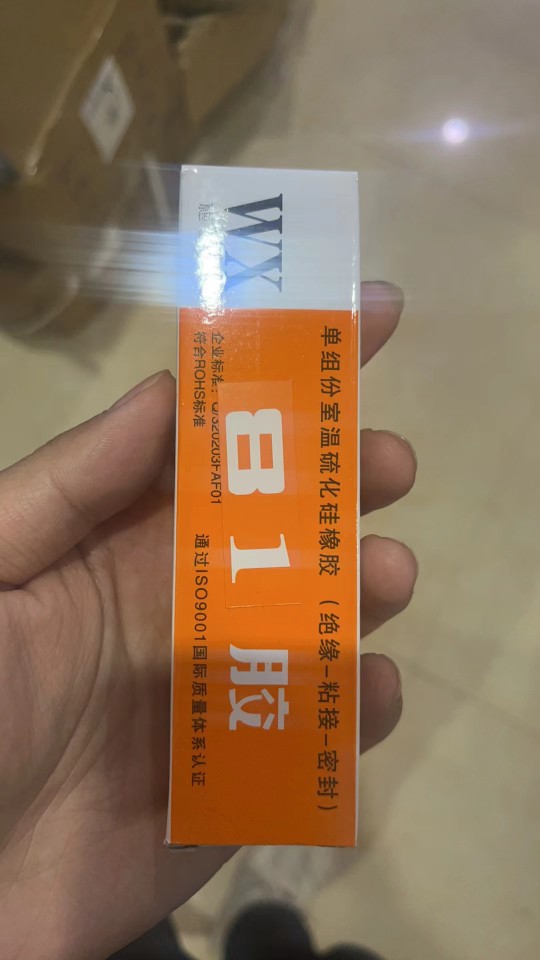 WX
单组份室温硫化硅橡胶（绝缘-粘接-密封）
81 胶
企业标准：Q/320203FAF01
符合ROHS标准
通过ISO9001国际质量体系认证